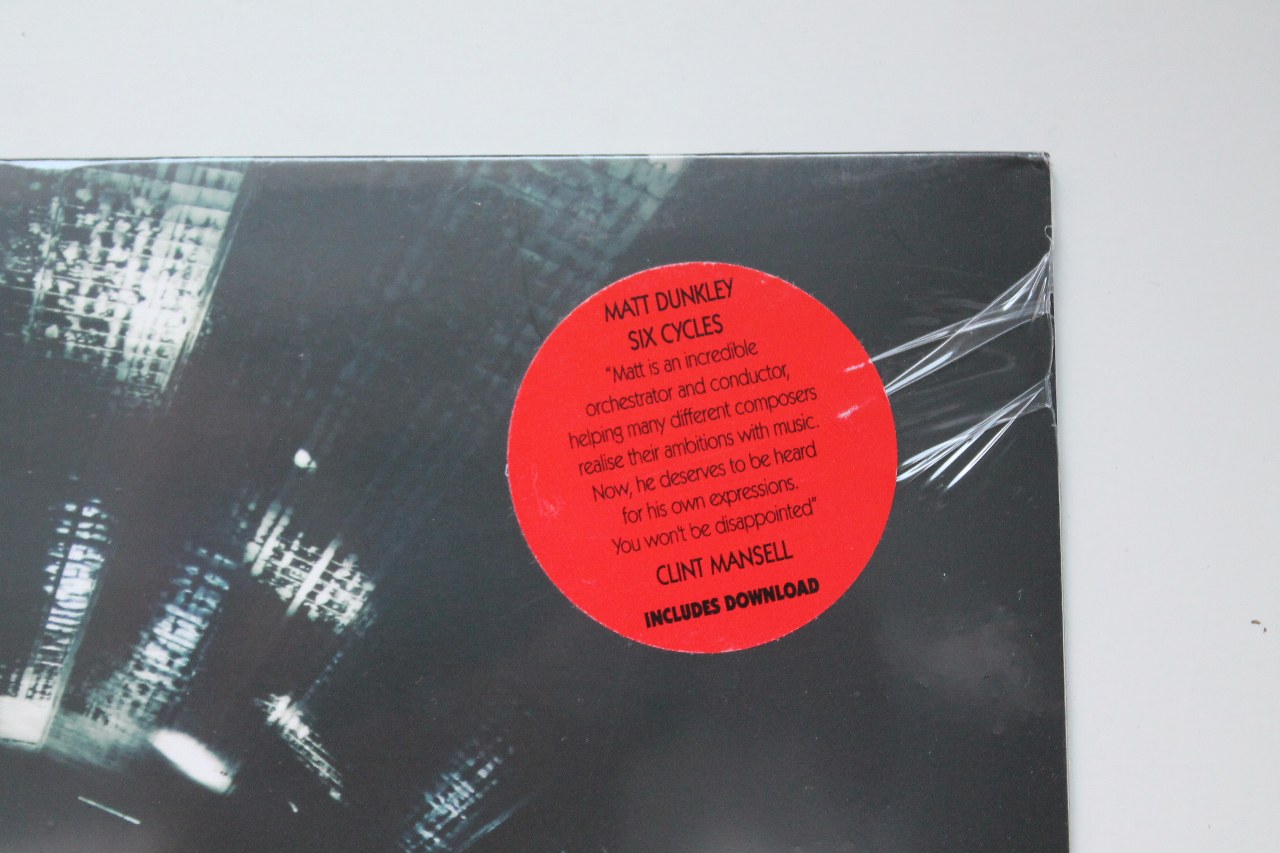 MATT DUNKLEY
SIX CYCLES
"Matt is an incredible
orchestrator and conductor,
helping many different composers
realise their ambitions with music.
Now, he deserves to be heard
for his own expressions.
You won't be disappointed"
CLINT MANSELL
INCLUDES DOWNLOAD